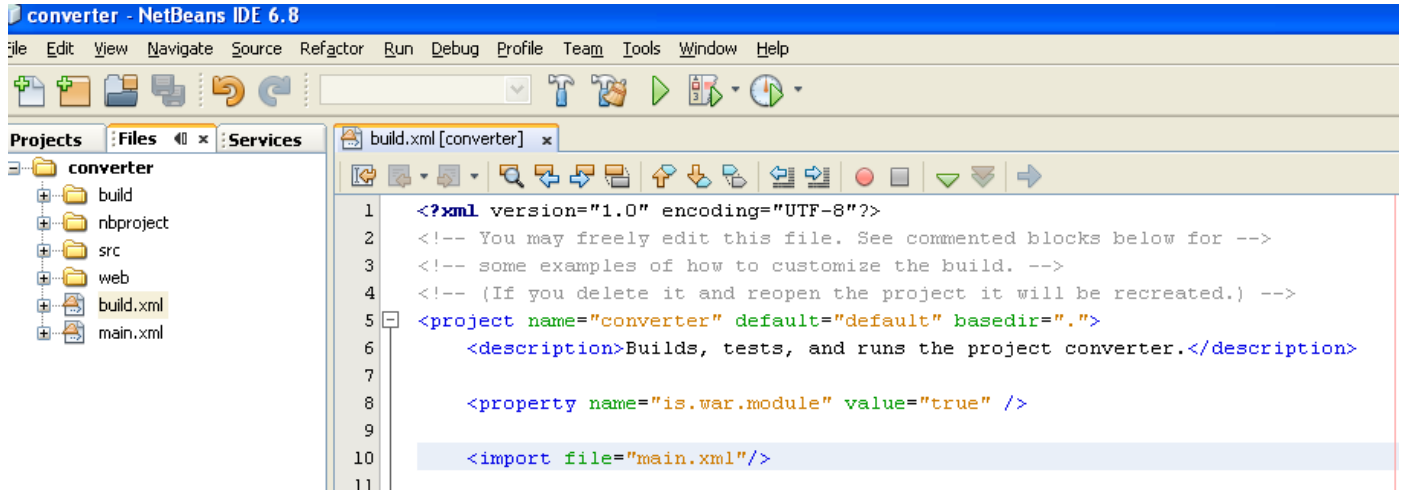 converter - NetBeans IDE 6.8
File Edit View Navigate Source Refactor Run Debug Profile Team Tools Window Help
Projects Files Services
build.xml [converter]
converter
build
nbproject
src
web
build.xml
main.xml
1 <?xml version="1.0" encoding="UTF-8"?>
2 <!-- You may freely edit this file. See commented blocks below for -->
3 <!-- some examples of how to customize the build. -->
4 <!-- (If you delete it and reopen the project it will be recreated.) -->
5 <project name="converter" default="default" basedir=".">
6 <description>Builds, tests, and runs the project converter.</description>
7
8 <property name="is.war.module" value="true" />
9
10 <import file="main.xml"/>
11